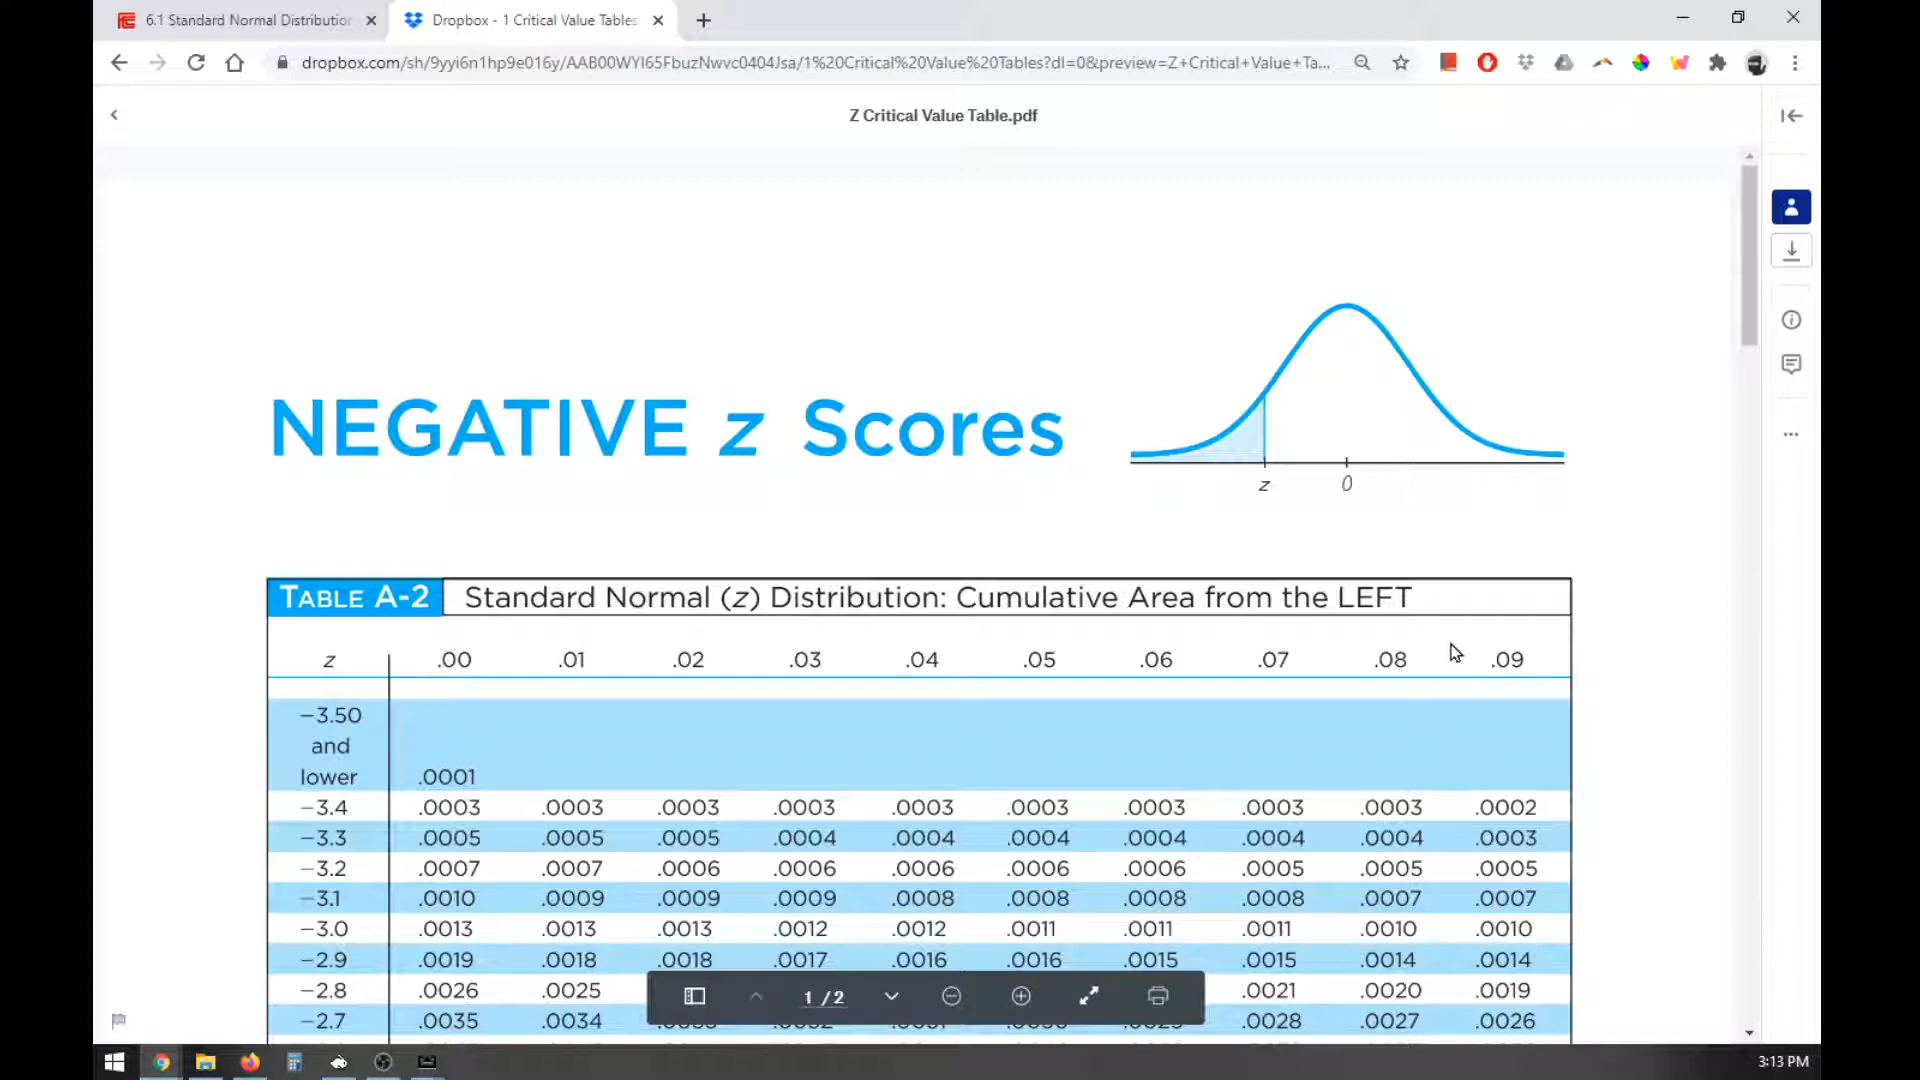 6.1 Standard Normal Distribution
Dropbox - 1 Critical Value Tables
dropbox.com/sh/9yyi6n1hp9e016y/AAB00WYl65FbuzNwvc0404Jsa/1%20Critical%20Value%20Tables?dl=0&preview=Z+Critical+Value+Ta...
Z Critical Value Table.pdf
NEGATIVE z Scores
z 0
TABLE A-2 Standard Normal (z) Distribution: Cumulative Area from the LEFT
z .00 .01 .02 .03 .04 .05 .06 .07 .08 .09
−3.50
and
lower .0001
−3.4 .0003 .0003 .0003 .0003 .0003 .0003 .0003 .0003 .0003 .0002
−3.3 .0005 .0005 .0005 .0004 .0004 .0004 .0004 .0004 .0004 .0003
−3.2 .0007 .0007 .0006 .0006 .0006 .0006 .0006 .0005 .0005 .0005
−3.1 .0010 .0009 .0009 .0009 .0008 .0008 .0008 .0008 .0007 .0007
−3.0 .0013 .0013 .0013 .0012 .0012 .0011 .0011 .0011 .0010 .0010
−2.9 .0019 .0018 .0018 .0017 .0016 .0016 .0015 .0015 .0014 .0014
−2.8 .0026 .0025 .0021 .0020 .0019
1 / 2
−2.7 .0035 .0034 .0028 .0027 .0026
3:13 PM